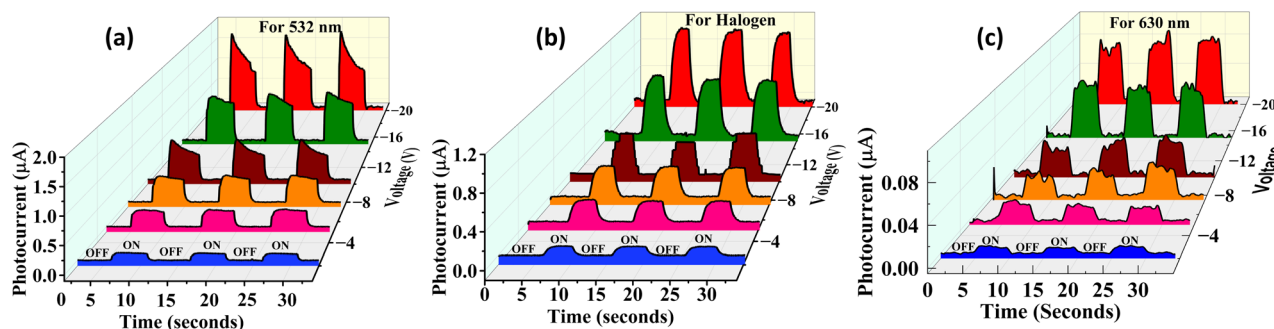 (a)
For 532 nm
Photocurrent (μA)
2.0
1.5
1.0
0.5
0.0
OFF ON OFF ON OFF ON
0 5 10 15 20 25 30
Time (seconds)
−20
−16
−12
−8
−4
Voltage (V)
(b)
For Halogen
Photocurrent (μA)
1.2
0.8
0.4
0.0
OFF ON OFF ON OFF ON
0 5 10 15 20 25 30
Time (seconds)
−20
−16
−12
−8
−4
Voltage (V)
(c)
For 630 nm
Photocurrent (μA)
0.08
0.04
0.00
OFF ON OFF ON OFF ON
0 5 10 15 20 25 30
Time (Seconds)
−20
−16
−12
−8
−4
Voltage